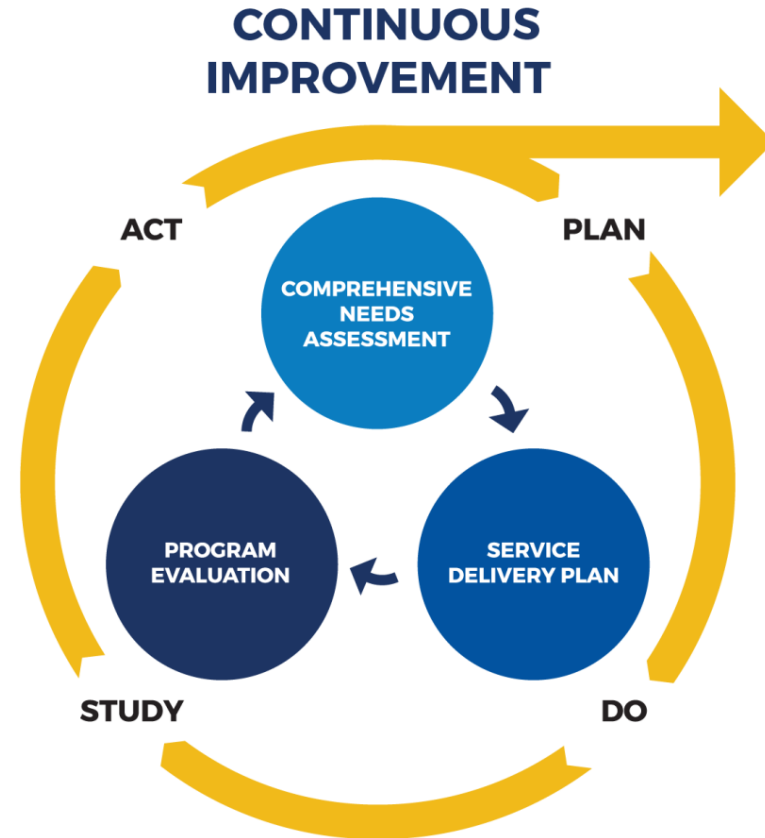 CONTINUOUS
IMPROVEMENT
ACT
PLAN
COMPREHENSIVE
NEEDS
ASSESSMENT
PROGRAM
EVALUATION
SERVICE
DELIVERY PLAN
STUDY
DO